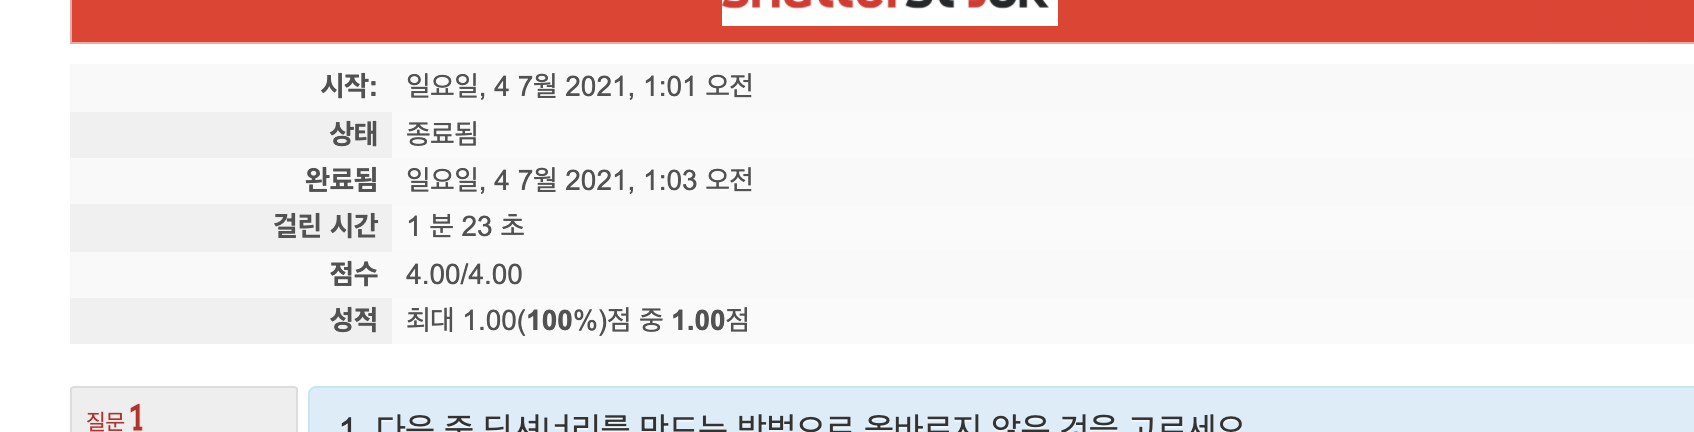 시작: 일요일, 4 7월 2021, 1:01 오전
상태 종료됨
완료됨 일요일, 4 7월 2021, 1:03 오전
걸린 시간 1 분 23 초
점수 4.00/4.00
성적 최대 1.00(100%)점 중 1.00점
질문 1
1. 다음 중 딕셔너리를 만드는 방법으로 올바르지 않은 것을 고르세요